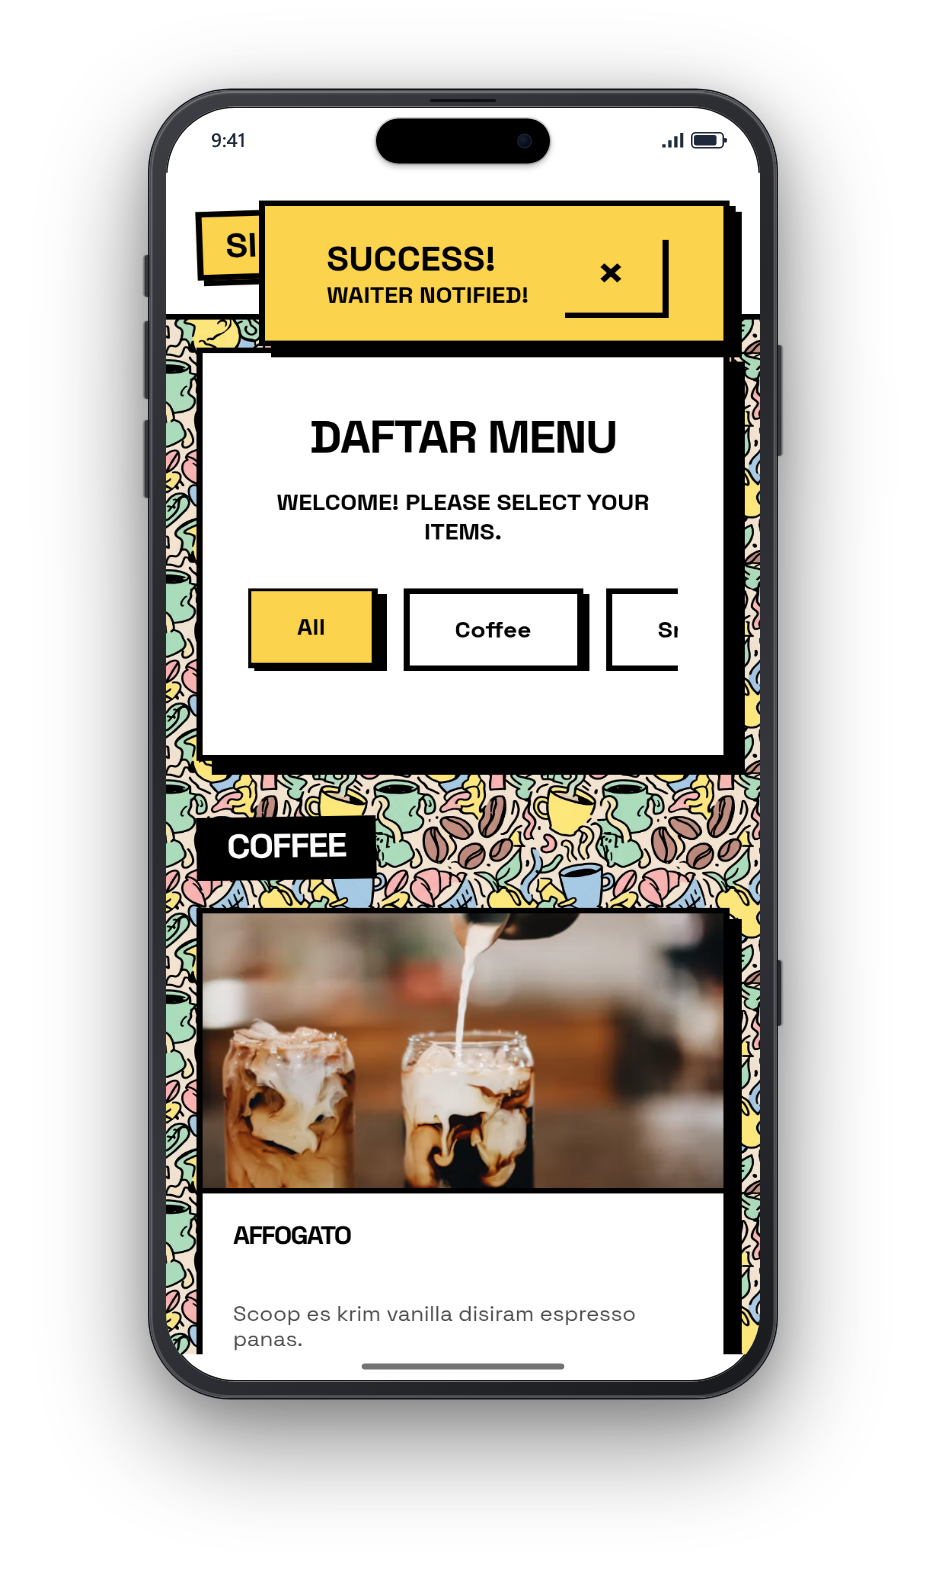 9:41
SI
SUCCESS!
WAITER NOTIFIED!
×
DAFTAR MENU
WELCOME! PLEASE SELECT YOUR
ITEMS.
All
Coffee
COFFEE
AFFOGATO
Scoop es krim vanilla disiram espresso
panas.